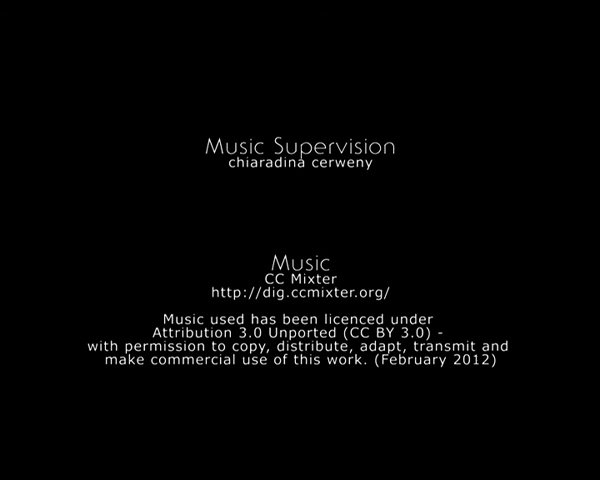 Music Supervision
chiaradina cerweny
Music
CC Mixter
http://dig.ccmixter.org/
Music used has been licenced under
Attribution 3.0 Unported (CC BY 3.0) -
with permission to copy, distribute, adapt, transmit and
make commercial use of this work. (February 2012)